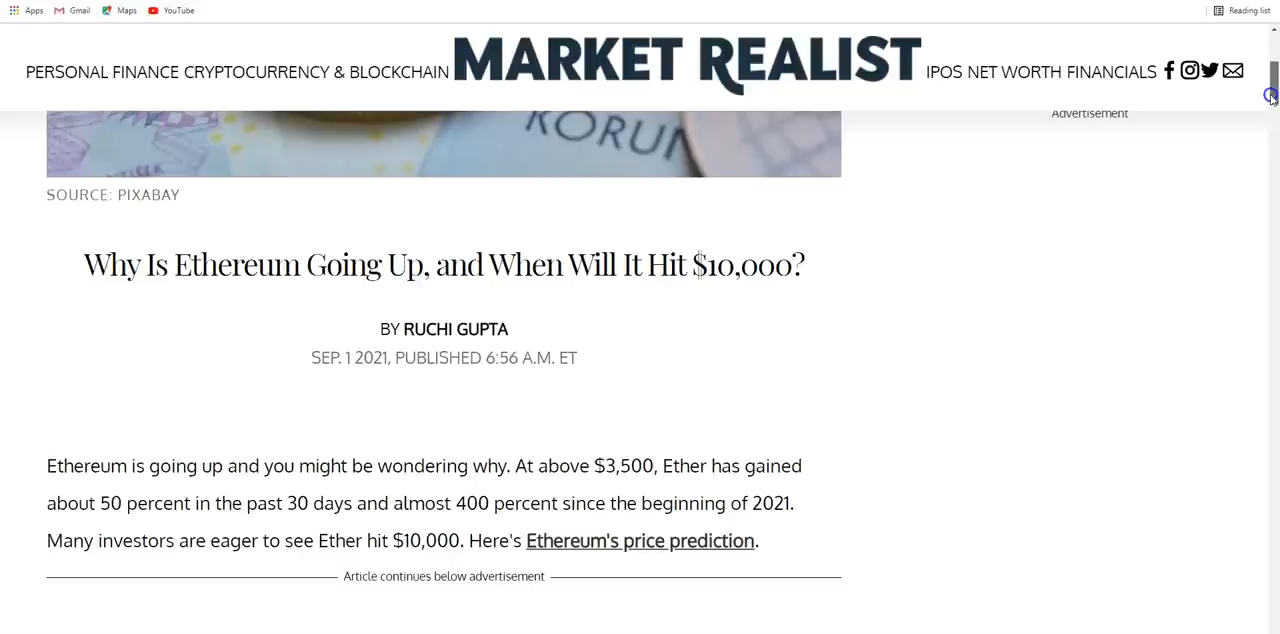 Apps Gmail Maps YouTube Reading list
PERSONAL FINANCE CRYPTOCURRENCY & BLOCKCHAIN MARKET REALIST IPOS NET WORTH FINANCIALS
Advertisement
KORUN
SOURCE: PIXABAY
Why Is Ethereum Going Up, and When Will It Hit $10,000?
BY RUCHI GUPTA
SEP. 1 2021, PUBLISHED 6:56 A.M. ET
Ethereum is going up and you might be wondering why. At above $3,500, Ether has gained
about 50 percent in the past 30 days and almost 400 percent since the beginning of 2021.
Many investors are eager to see Ether hit $10,000. Here's Ethereum's price prediction.
Article continues below advertisement